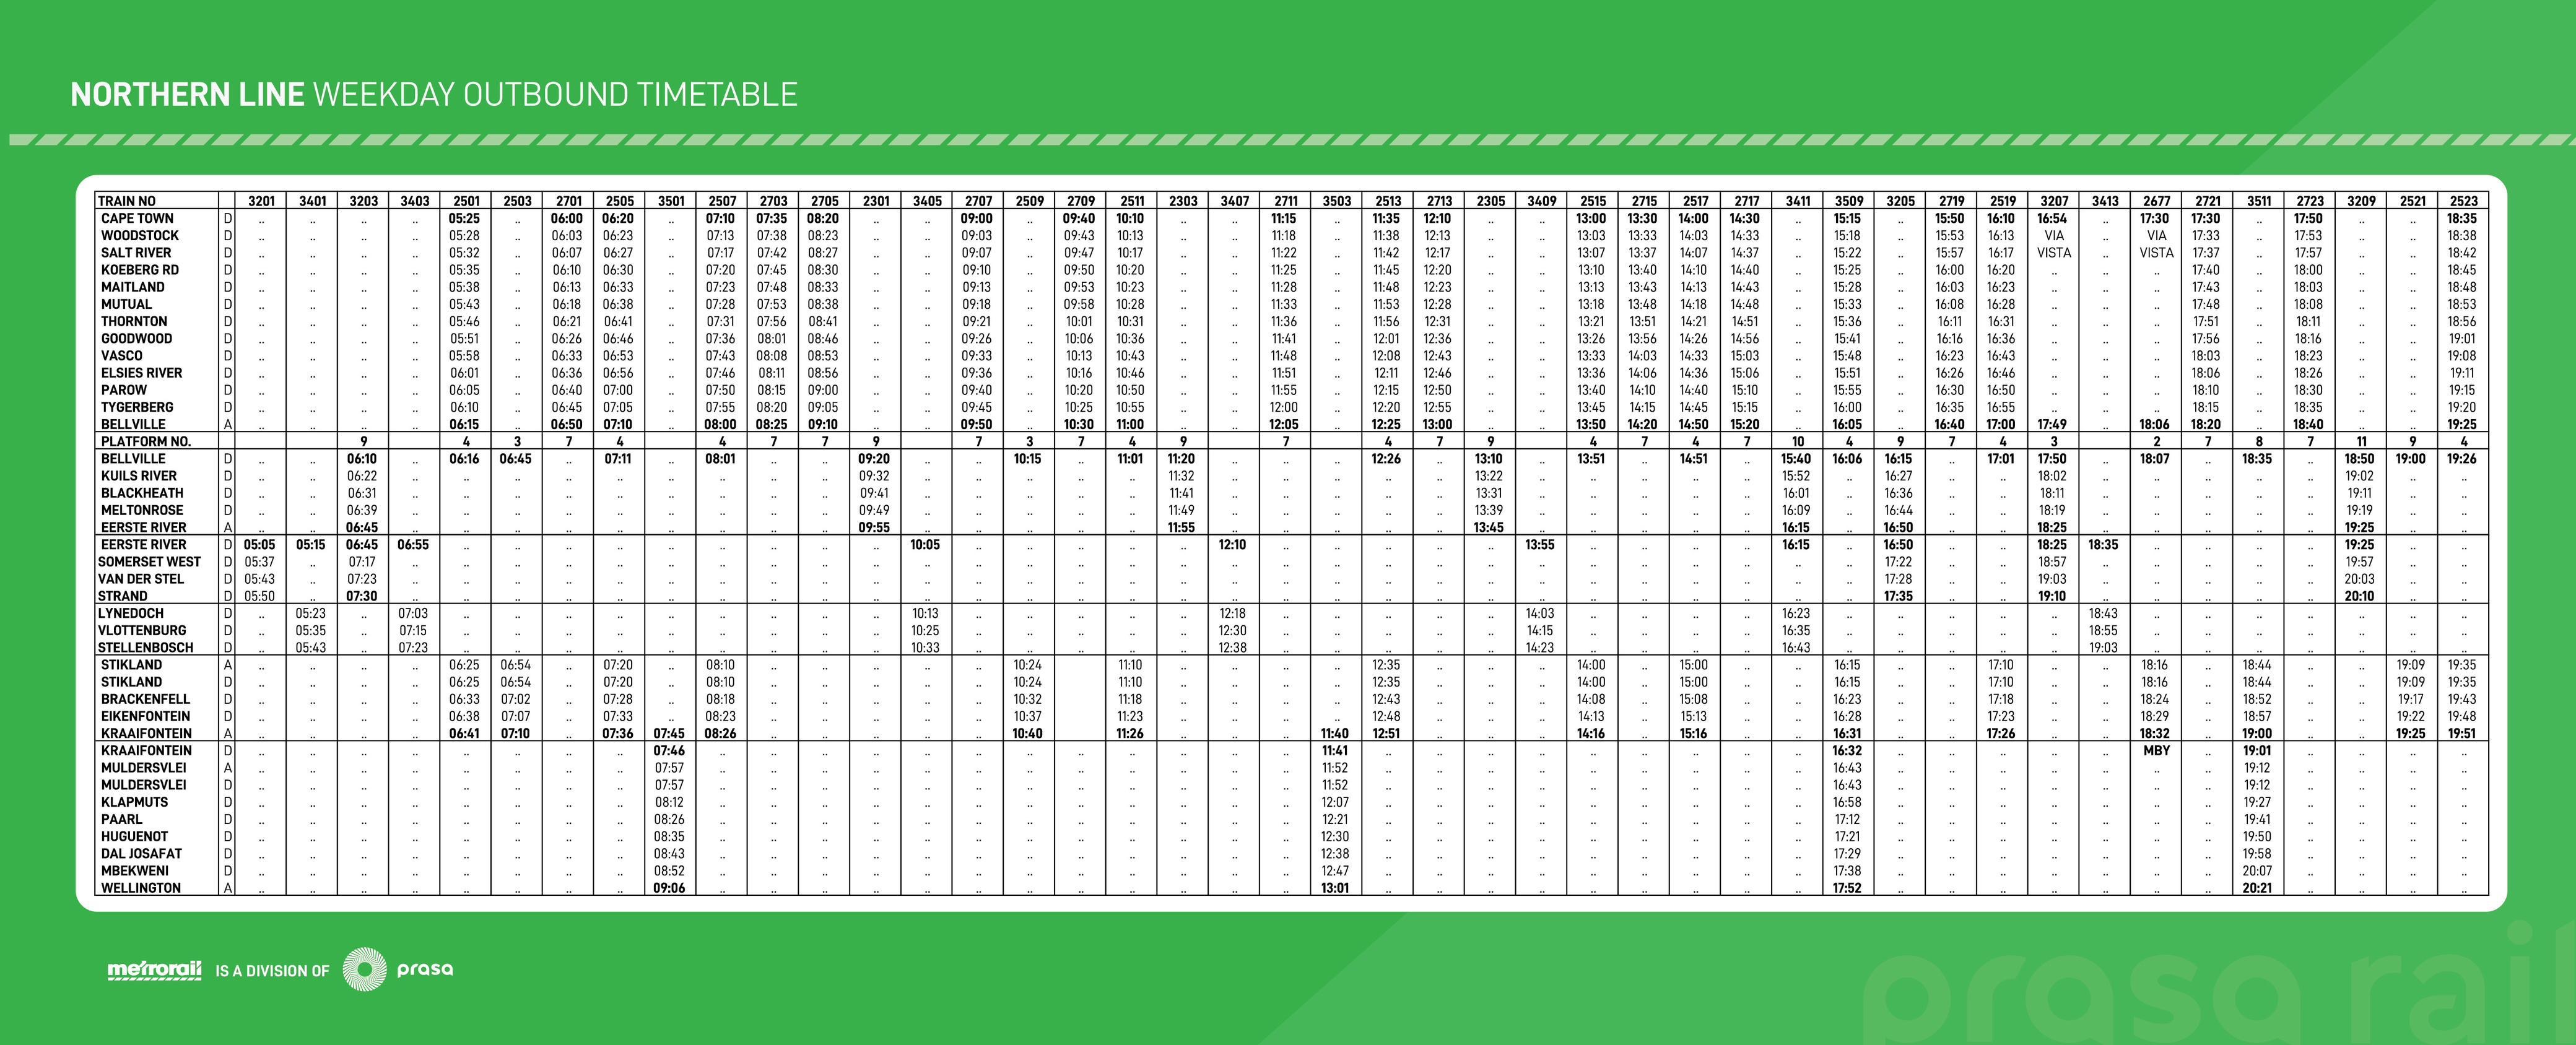 NORTHERN LINE WEEKDAY OUTBOUND TIMETABLE
TRAIN NO 3201 3401 3203 3403 2501 2503 2701 2505 3501 2507 2703 2705 2301 3405 2707 2509 2709 2511 2303 3407 2711 3503 2513 2713 2305 3409 2515 2715 2517 2717 3411 3509 3205 2719 2519 3207 3413 2677 2721 3511 2723 3209 2521 2523
CAPE TOWN D .. .. .. .. 05:25 .. 06:00 06:20 .. 07:10 07:35 08:20 .. .. 09:00 .. 09:40 10:10 .. .. 11:15 .. 11:35 12:10 .. .. 13:00 13:30 14:00 14:30 .. 15:15 .. 15:50 16:10 16:54 .. 17:30 17:30 .. 17:50 .. .. 18:35
WOODSTOCK D .. .. .. .. 05:28 .. 06:03 06:23 .. 07:13 07:38 08:23 .. .. 09:03 .. 09:43 10:13 .. .. 11:18 .. 11:38 12:13 .. .. 13:03 13:33 14:03 14:33 .. 15:18 .. 15:53 16:13 VIA .. VIA 17:33 .. 17:53 .. .. 18:38
SALT RIVER D .. .. .. .. 05:32 .. 06:07 06:27 .. 07:17 07:42 08:27 .. .. 09:07 .. 09:47 10:17 .. .. 11:22 .. 11:42 12:17 .. .. 13:07 13:37 14:07 14:37 .. 15:22 .. 15:57 16:17 VISTA .. VISTA 17:37 .. 17:57 .. .. 18:42
KOEBERG RD D .. .. .. .. 05:35 .. 06:10 06:30 .. 07:20 07:45 08:30 .. .. 09:10 .. 09:50 10:20 .. .. 11:25 .. 11:45 12:20 .. .. 13:10 13:40 14:10 14:40 .. 15:25 .. 16:00 16:20 .. .. .. 17:40 .. 18:00 .. .. 18:45
MAITLAND D .. .. .. .. 05:38 .. 06:13 06:33 .. 07:23 07:48 08:33 .. .. 09:13 .. 09:53 10:23 .. .. 11:28 .. 11:48 12:23 .. .. 13:13 13:43 14:13 14:43 .. 15:28 .. 16:03 16:23 .. .. .. 17:43 .. 18:03 .. .. 18:48
MUTUAL D .. .. .. .. 05:43 .. 06:18 06:38 .. 07:28 07:53 08:38 .. .. 09:18 .. 09:58 10:28 .. .. 11:33 .. 11:53 12:28 .. .. 13:18 13:48 14:18 14:48 .. 15:33 .. 16:08 16:28 .. .. .. 17:48 .. 18:08 .. .. 18:53
THORNTON D .. .. .. .. 05:46 .. 06:21 06:41 .. 07:31 07:56 08:41 .. .. 09:21 .. 10:01 10:31 .. .. 11:36 .. 11:56 12:31 .. .. 13:21 13:51 14:21 14:51 .. 15:36 .. 16:11 16:31 .. .. .. 17:51 .. 18:11 .. .. 18:56
GOODWOOD D .. .. .. .. 05:51 .. 06:26 06:46 .. 07:36 08:01 08:46 .. .. 09:26 .. 10:06 10:36 .. .. 11:41 .. 12:01 12:36 .. .. 13:26 13:56 14:26 14:56 .. 15:41 .. 16:16 16:36 .. .. .. 17:56 .. 18:16 .. .. 19:01
VASCO D .. .. .. .. 05:58 .. 06:33 06:53 .. 07:43 08:08 08:53 .. .. 09:33 .. 10:13 10:43 .. .. 11:48 .. 12:08 12:43 .. .. 13:33 14:03 14:33 15:03 .. 15:48 .. 16:23 16:43 .. .. .. 18:03 .. 18:23 .. .. 19:08
ELSIES RIVER D .. .. .. .. 06:01 .. 06:36 06:56 .. 07:46 08:11 08:56 .. .. 09:36 .. 10:16 10:46 .. .. 11:51 .. 12:11 12:46 .. .. 13:36 14:06 14:36 15:06 .. 15:51 .. 16:26 16:46 .. .. .. 18:06 .. 18:26 .. .. 19:11
PAROW D .. .. .. .. 06:05 .. 06:40 07:00 .. 07:50 08:15 09:00 .. .. 09:40 .. 10:20 10:50 .. .. 11:55 .. 12:15 12:50 .. .. 13:40 14:10 14:40 15:10 .. 15:55 .. 16:30 16:50 .. .. .. 18:10 .. 18:30 .. .. 19:15
TYGERBERG D .. .. .. .. 06:10 .. 06:45 07:05 .. 07:55 08:20 09:05 .. .. 09:45 .. 10:25 10:55 .. .. 12:00 .. 12:20 12:55 .. .. 13:45 14:15 14:45 15:15 .. 16:00 .. 16:35 16:55 .. .. .. 18:15 .. 18:35 .. .. 19:20
BELLVILLE A .. .. .. .. 06:15 .. 06:50 07:10 .. 08:00 08:25 09:10 .. .. 09:50 .. 10:30 11:00 .. .. 12:05 .. 12:25 13:00 .. .. 13:50 14:20 14:50 15:20 .. 16:05 .. 16:40 17:00 17:49 .. 18:06 18:20 .. 18:40 .. .. 19:25
PLATFORM NO. 9 4 3 7 4 4 7 7 9 7 3 7 4 9 7 4 7 9 4 7 4 7 10 4 9 7 4 3 2 7 8 7 11 9 4
BELLVILLE D .. .. 06:10 .. 06:16 06:45 .. 07:11 .. 08:01 .. .. 09:20 .. .. 10:15 .. 11:01 11:20 .. .. .. 12:26 .. 13:10 .. 13:51 .. 14:51 .. 15:40 16:06 16:15 .. 17:01 17:50 .. 18:07 .. 18:35 .. 18:50 19:00 19:26
KUILS RIVER D .. .. 06:22 .. .. .. .. .. .. .. .. .. 09:32 .. .. .. .. .. 11:32 .. .. .. .. .. 13:22 .. .. .. .. .. 15:52 .. 16:27 .. .. 18:02 .. .. .. .. .. 19:02 .. ..
BLACKHEATH D .. .. 06:31 .. .. .. .. .. .. .. .. .. 09:41 .. .. .. .. .. 11:41 .. .. .. .. .. 13:31 .. .. .. .. .. 16:01 .. 16:36 .. .. 18:11 .. .. .. .. .. 19:11 .. ..
MELTONROSE D .. .. 06:39 .. .. .. .. .. .. .. .. .. 09:49 .. .. .. .. .. 11:49 .. .. .. .. .. 13:39 .. .. .. .. .. 16:09 .. 16:44 .. .. 18:19 .. .. .. .. .. 19:19 .. ..
EERSTE RIVER A .. .. 06:45 .. .. .. .. .. .. .. .. .. 09:55 .. .. .. .. .. 11:55 .. .. .. .. .. 13:45 .. .. .. .. .. 16:15 .. 16:50 .. .. 18:25 .. .. .. .. .. 19:25 .. ..
EERSTE RIVER D 05:05 05:15 06:45 06:55 .. .. .. .. .. .. .. .. .. 10:05 .. .. .. .. .. 12:10 .. .. .. .. .. 13:55 .. .. .. .. 16:15 .. 16:50 .. .. 18:25 18:35 .. .. .. .. 19:25 .. ..
SOMERSET WEST D 05:37 .. 07:17 .. .. .. .. .. .. .. .. .. .. .. .. .. .. .. .. .. .. .. .. .. .. .. .. .. .. .. .. .. 17:22 .. .. 18:57 .. .. .. .. .. 19:57 .. ..
VAN DER STEL D 05:43 .. 07:23 .. .. .. .. .. .. .. .. .. .. .. .. .. .. .. .. .. .. .. .. .. .. .. .. .. .. .. .. .. 17:28 .. .. 19:03 .. .. .. .. .. 20:03 .. ..
STRAND D 05:50 .. 07:30 .. .. .. .. .. .. .. .. .. .. .. .. .. .. .. .. .. .. .. .. .. .. .. .. .. .. .. .. .. 17:35 .. .. 19:10 .. .. .. .. .. 20:10 .. ..
LYNEDOCH D .. 05:23 .. 07:03 .. .. .. .. .. .. .. .. .. 10:13 .. .. .. .. .. 12:18 .. .. .. .. .. 14:03 .. .. .. .. 16:23 .. .. .. .. .. 18:43 .. .. .. .. .. .. ..
VLOTTENBURG D .. 05:35 .. 07:15 .. .. .. .. .. .. .. .. .. 10:25 .. .. .. .. .. 12:30 .. .. .. .. .. 14:15 .. .. .. .. 16:35 .. .. .. .. .. 18:55 .. .. .. .. .. .. ..
STELLENBOSCH D .. 05:43 .. 07:23 .. .. .. .. .. .. .. .. .. 10:33 .. .. .. .. .. 12:38 .. .. .. .. .. 14:23 .. .. .. .. 16:43 .. .. .. .. .. 19:03 .. .. .. .. .. .. ..
STIKLAND A .. .. .. .. 06:25 06:54 .. 07:20 .. 08:10 .. .. .. .. .. 10:24 11:10 .. .. .. .. 12:35 .. .. .. 14:00 .. 15:00 .. .. 16:15 .. .. 17:10 .. .. 18:16 .. 18:44 .. .. 19:09 19:35
STIKLAND D .. .. .. .. 06:25 06:54 .. 07:20 .. 08:10 .. .. .. .. .. 10:24 11:10 .. .. .. .. 12:35 .. .. .. 14:00 .. 15:00 .. .. 16:15 .. .. 17:10 .. .. 18:16 .. 18:44 .. .. 19:09 19:35
BRACKENFELL D .. .. .. .. 06:33 07:02 .. 07:28 .. 08:18 .. .. .. .. .. 10:32 11:18 .. .. .. .. 12:43 .. .. .. 14:08 .. 15:08 .. .. 16:23 .. .. 17:18 .. .. 18:24 .. 18:52 .. .. 19:17 19:43
EIKENFONTEIN D .. .. .. .. 06:38 07:07 .. 07:33 .. 08:23 .. .. .. .. .. 10:37 11:23 .. .. .. .. 12:48 .. .. .. 14:13 .. 15:13 .. .. 16:28 .. .. 17:23 .. .. 18:29 .. 18:57 .. .. 19:22 19:48
KRAAIFONTEIN A .. .. .. .. 06:41 07:10 .. 07:36 07:45 08:26 .. .. .. .. .. 10:40 .. 11:26 .. .. .. 11:40 12:51 .. .. .. 14:16 .. 15:16 .. .. 16:31 .. .. 17:26 .. .. 18:32 .. 19:00 .. .. 19:25 19:51
KRAAIFONTEIN D .. .. .. .. .. .. .. .. 07:46 .. .. .. .. .. .. .. .. .. .. .. .. 11:41 .. .. .. .. .. .. .. .. .. 16:32 .. .. .. .. .. MBY .. 19:01 .. .. .. ..
MULDERSVLEI A .. .. .. .. .. .. .. .. 07:57 .. .. .. .. .. .. .. .. .. .. .. .. 11:52 .. .. .. .. .. .. .. .. .. 16:43 .. .. .. .. .. .. .. 19:12 .. .. .. ..
MULDERSVLEI D .. .. .. .. .. .. .. .. 07:57 .. .. .. .. .. .. .. .. .. .. .. .. 11:52 .. .. .. .. .. .. .. .. .. 16:43 .. .. .. .. .. .. .. 19:12 .. .. .. ..
KLAPMUTS D .. .. .. .. .. .. .. .. 08:12 .. .. .. .. .. .. .. .. .. .. .. .. 12:07 .. .. .. .. .. .. .. .. .. 16:58 .. .. .. .. .. .. .. 19:27 .. .. .. ..
PAARL D .. .. .. .. .. .. .. .. 08:26 .. .. .. .. .. .. .. .. .. .. .. .. 12:21 .. .. .. .. .. .. .. .. .. 17:12 .. .. .. .. .. .. .. 19:41 .. .. .. ..
HUGUENOT D .. .. .. .. .. .. .. .. 08:35 .. .. .. .. .. .. .. .. .. .. .. .. 12:30 .. .. .. .. .. .. .. .. .. 17:21 .. .. .. .. .. .. .. 19:50 .. .. .. ..
DAL JOSAFAT D .. .. .. .. .. .. .. .. 08:43 .. .. .. .. .. .. .. .. .. .. .. .. 12:38 .. .. .. .. .. .. .. .. .. 17:29 .. .. .. .. .. .. .. 19:58 .. .. .. ..
MBEKWENI D .. .. .. .. .. .. .. .. 08:52 .. .. .. .. .. .. .. .. .. .. .. .. 12:47 .. .. .. .. .. .. .. .. .. 17:38 .. .. .. .. .. .. .. 20:07 .. .. .. ..
WELLINGTON A .. .. .. .. .. .. .. .. 09:06 .. .. .. .. .. .. .. .. .. .. .. .. 13:01 .. .. .. .. .. .. .. .. .. 17:52 .. .. .. .. .. .. .. 20:21 .. .. .. ..
metrorail IS A DIVISION OF prasa
prasa rail